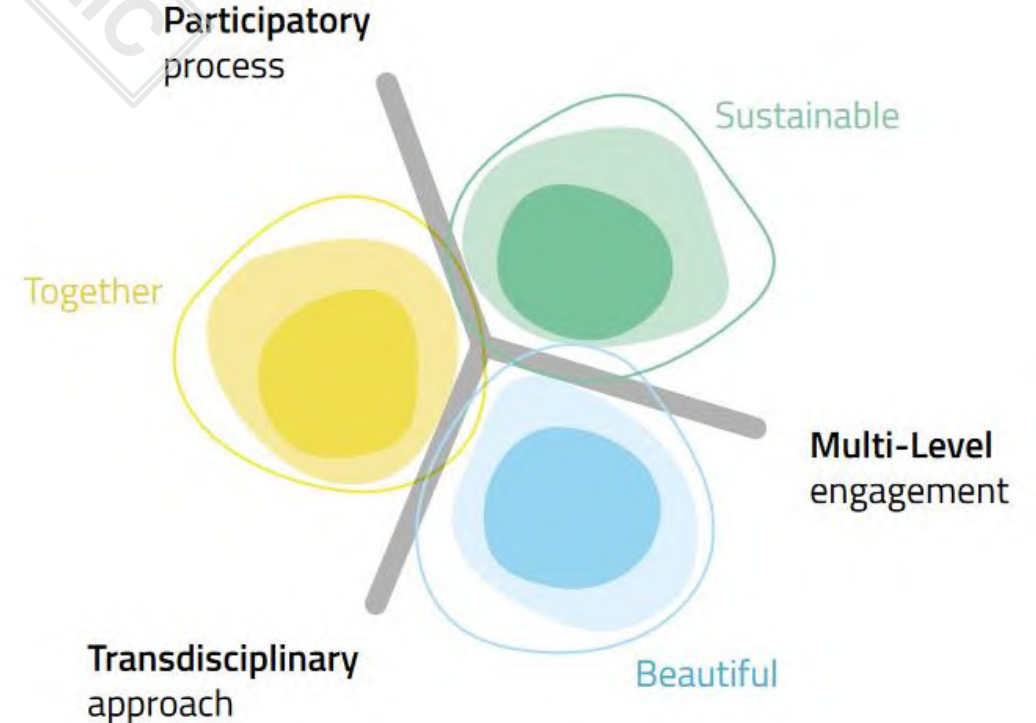 Participatory
process
Sustainable
Together
Multi-Level
engagement
Transdisciplinary
approach
Beautiful